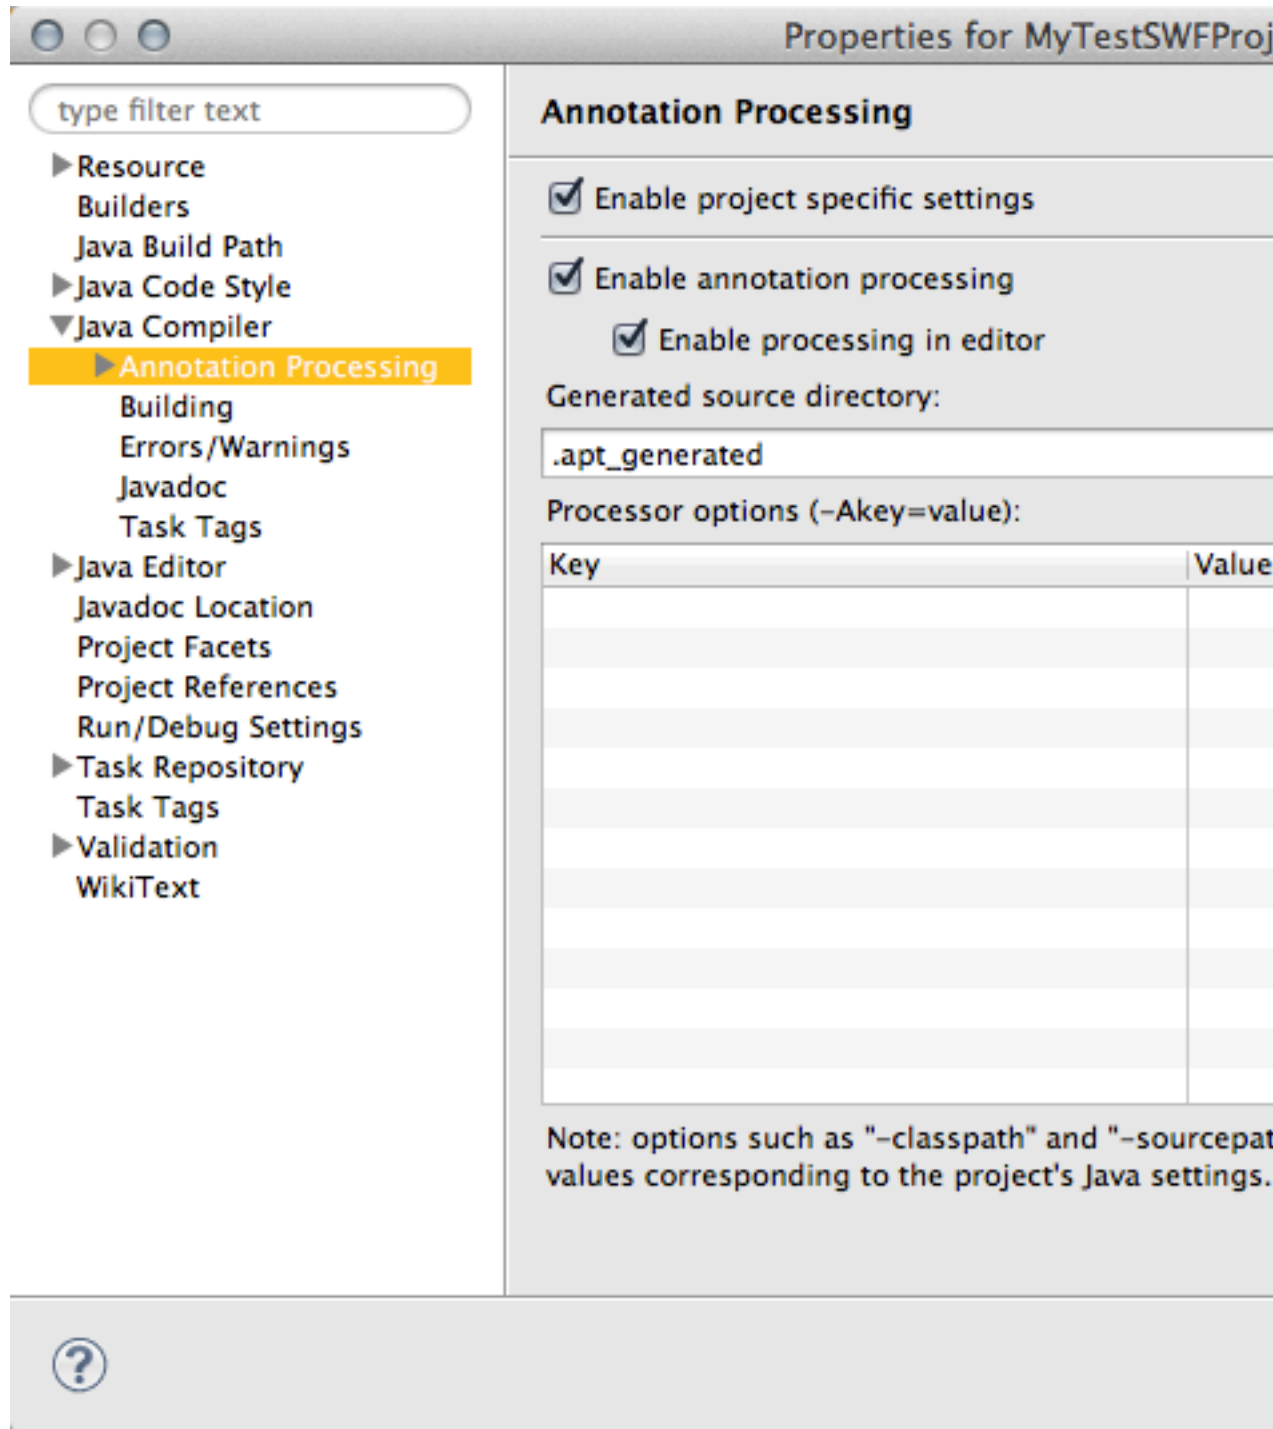 Properties for MyTestSWFProj
type filter text
Resource
Builders
Java Build Path
Java Code Style
Java Compiler
Annotation Processing
Building
Errors/Warnings
Javadoc
Task Tags
Java Editor
Javadoc Location
Project Facets
Project References
Run/Debug Settings
Task Repository
Task Tags
Validation
WikiText
Annotation Processing
Enable project specific settings
Enable annotation processing
Enable processing in editor
Generated source directory:
.apt_generated
Processor options (-Akey=value):
Key Value
Note: options such as "-classpath" and "-sourcepat
values corresponding to the project's Java settings.
?